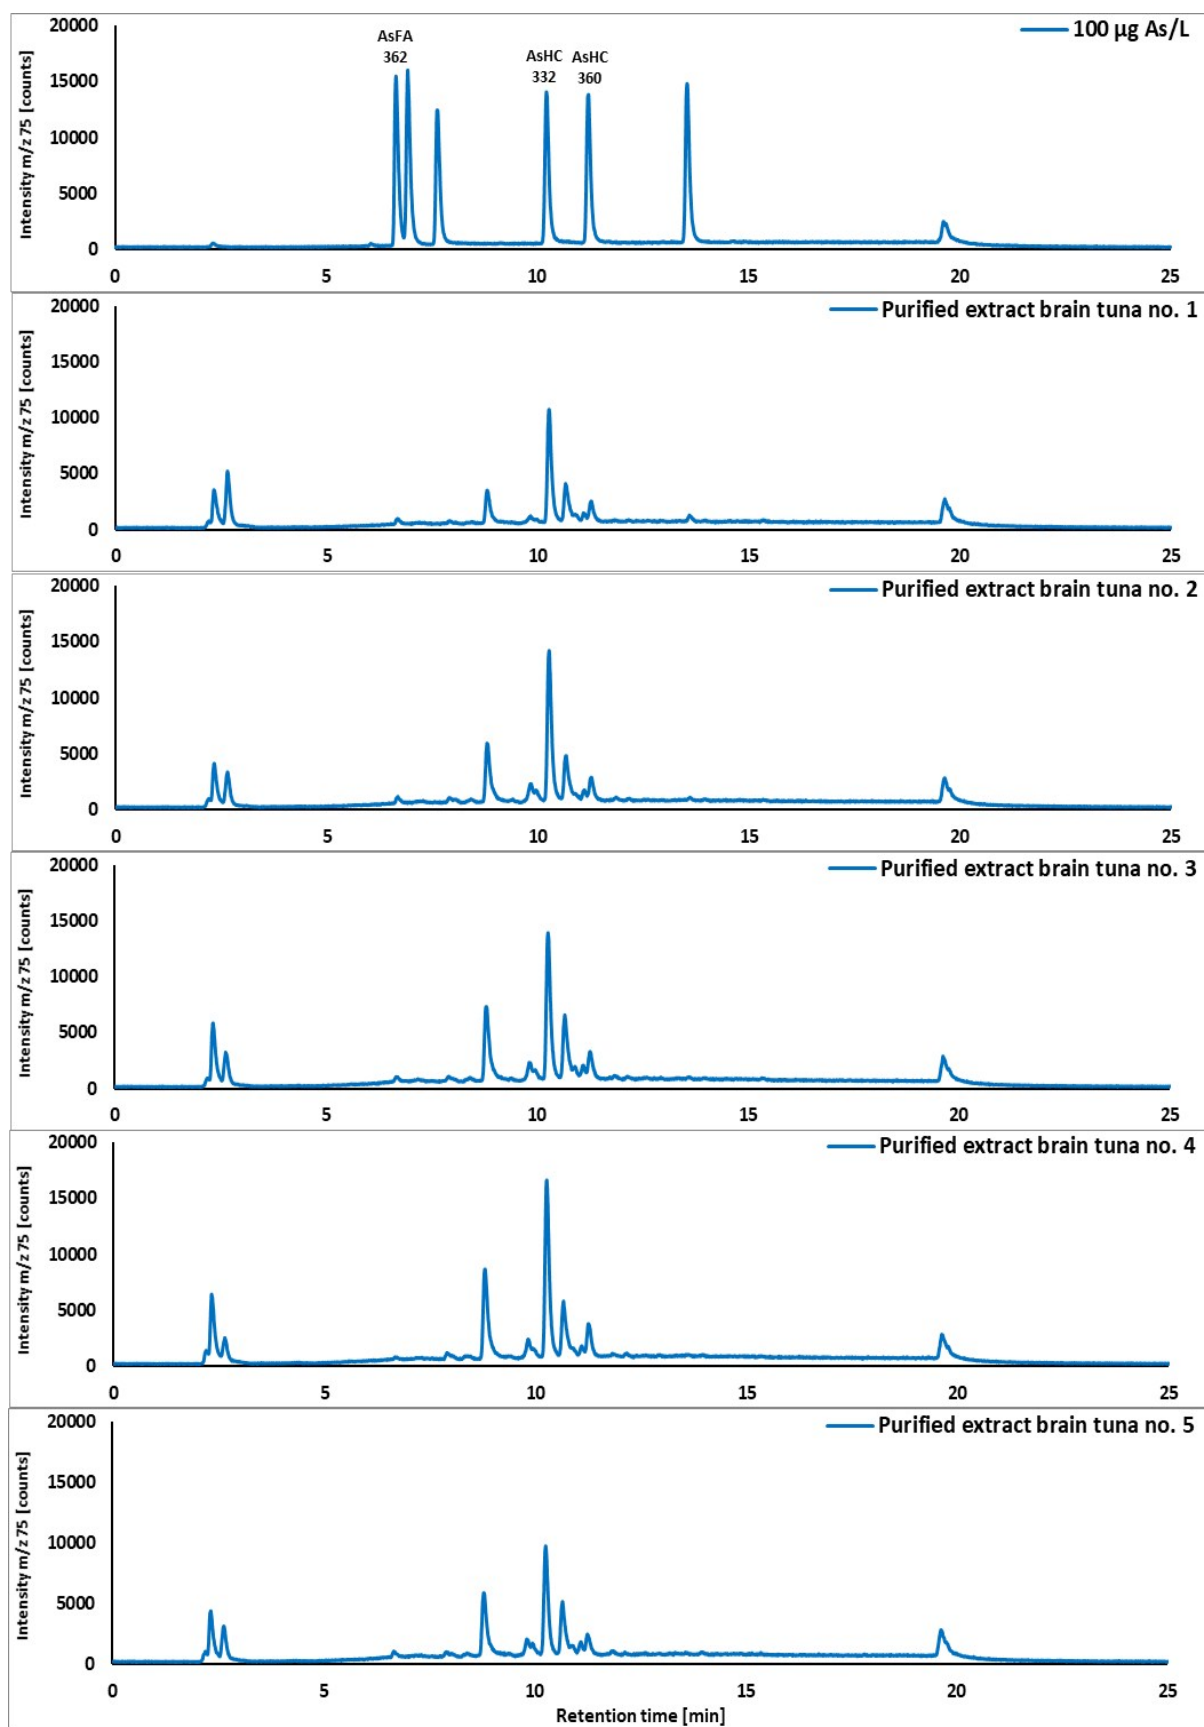 20000
100 µg As/L
AsFA
362
AsHC
332
AsHC
360
15000
10000
5000
0
Intensity m/z 75 [counts]
0 5 10 15 20 25
20000
Purified extract brain tuna no. 1
15000
10000
5000
0
Intensity m/z 75 [counts]
0 5 10 15 20 25
20000
Purified extract brain tuna no. 2
15000
10000
5000
0
Intensity m/z 75 [counts]
0 5 10 15 20 25
20000
Purified extract brain tuna no. 3
15000
10000
5000
0
Intensity m/z 75 [counts]
0 5 10 15 20 25
20000
Purified extract brain tuna no. 4
15000
10000
5000
0
Intensity m/z 75 [counts]
0 5 10 15 20 25
20000
Purified extract brain tuna no. 5
15000
10000
5000
0
Intensity m/z 75 [counts]
0 5 10 15 20 25
Retention time [min]